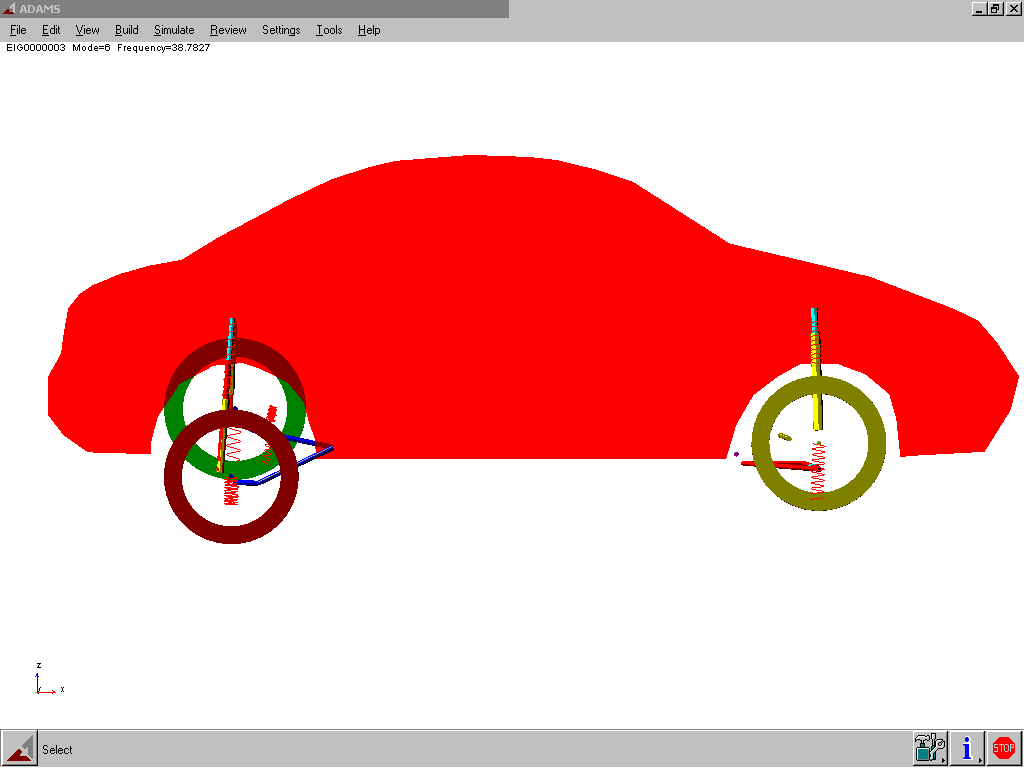 ADAMS
File Edit View Build Simulate Review Settings Tools Help
EIG0000003 Mode=6 Frequency=38.7827
z
x
Select
i
STOP